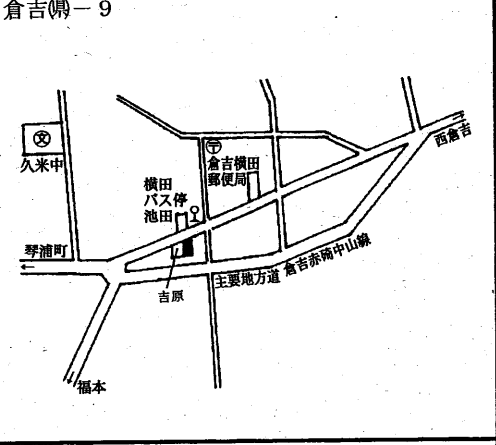 倉吉(県)－9
文
久米中
〒
倉吉横田
郵便局
横田
バス停
池田
西倉吉
琴浦町
吉原
主要地方道 倉吉赤碕中山線
福本